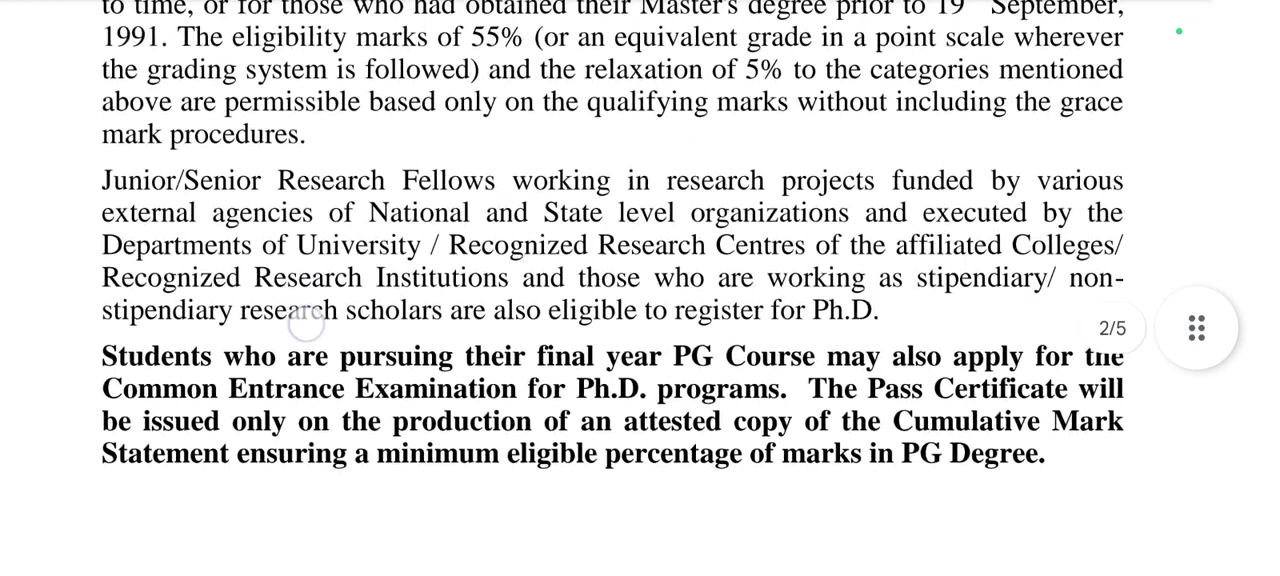 to time, or for those who had obtained their Master's degree prior to 19 September,
1991. The eligibility marks of 55% (or an equivalent grade in a point scale wherever
the grading system is followed) and the relaxation of 5% to the categories mentioned
above are permissible based only on the qualifying marks without including the grace
mark procedures.
Junior/Senior Research Fellows working in research projects funded by various
external agencies of National and State level organizations and executed by the
Departments of University / Recognized Research Centres of the affiliated Colleges/
Recognized Research Institutions and those who are working as stipendiary/ non-
stipendiary research scholars are also eligible to register for Ph.D.
2/5
Students who are pursuing their final year PG Course may also apply for the
Common Entrance Examination for Ph.D. programs. The Pass Certificate will
be issued only on the production of an attested copy of the Cumulative Mark
Statement ensuring a minimum eligible percentage of marks in PG Degree.